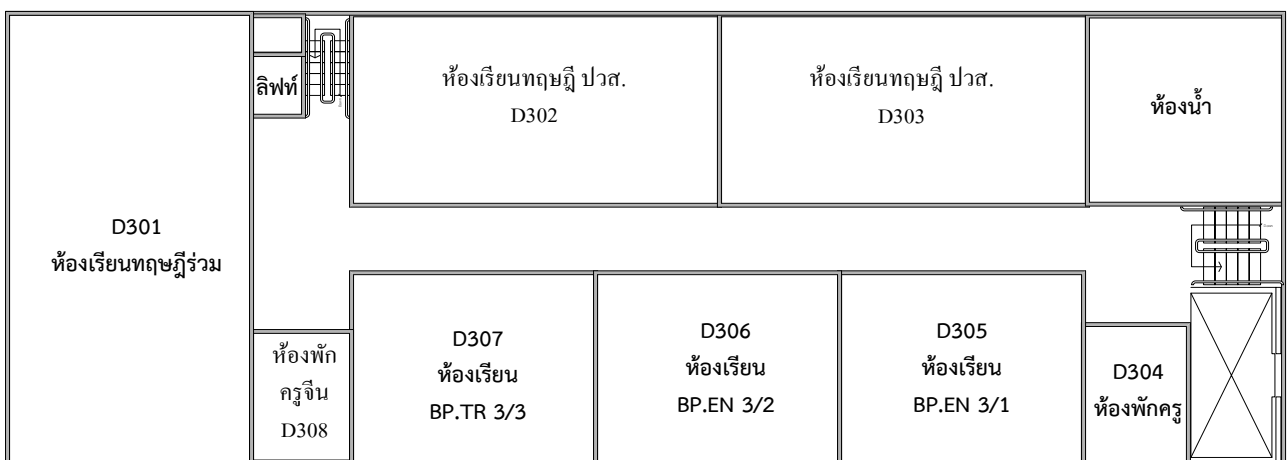 ลิฟท์
ห้องเรียนทฤษฎี ปวส.
D302
ห้องเรียนทฤษฎี ปวส.
D303
ห้องน้ำ
D301
ห้องเรียนทฤษฎีร่วม
ห้องพัก
ครูจีน
D308
D307
ห้องเรียน
BP.TR 3/3
D306
ห้องเรียน
BP.EN 3/2
D305
ห้องเรียน
BP.EN 3/1
D304
ห้องพักครู